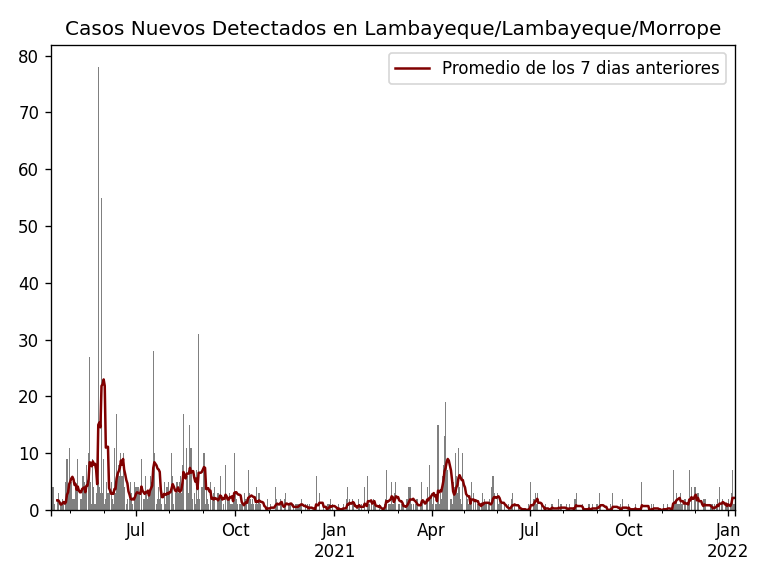 Casos Nuevos Detectados en Lambayeque/Lambayeque/Morrope
Promedio de los 7 dias anteriores
80
70
60
50
40
30
20
10
0
Jul
Oct
Jan
2021
Apr
Jul
Oct
Jan
2022